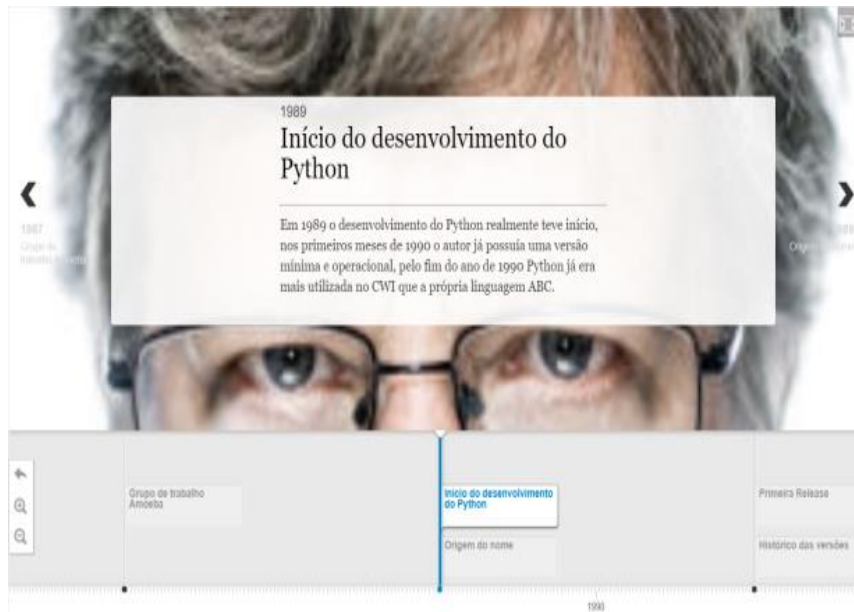 1989
Início do desenvolvimento do
Python
Em 1989 o desenvolvimento do Python realmente teve início,
nos primeiros meses de 1990 o autor já possuía uma versão
mínima e operacional, pelo fim do ano de 1990 Python já era
mais utilizada no CWI que a própria linguagem ABC.
1987
Grupo de
Grupo de trabalho
Amoeba
Início do desenvolvimento
do Python
Origem do nome
Primeira Release
Histórico das versões
1990